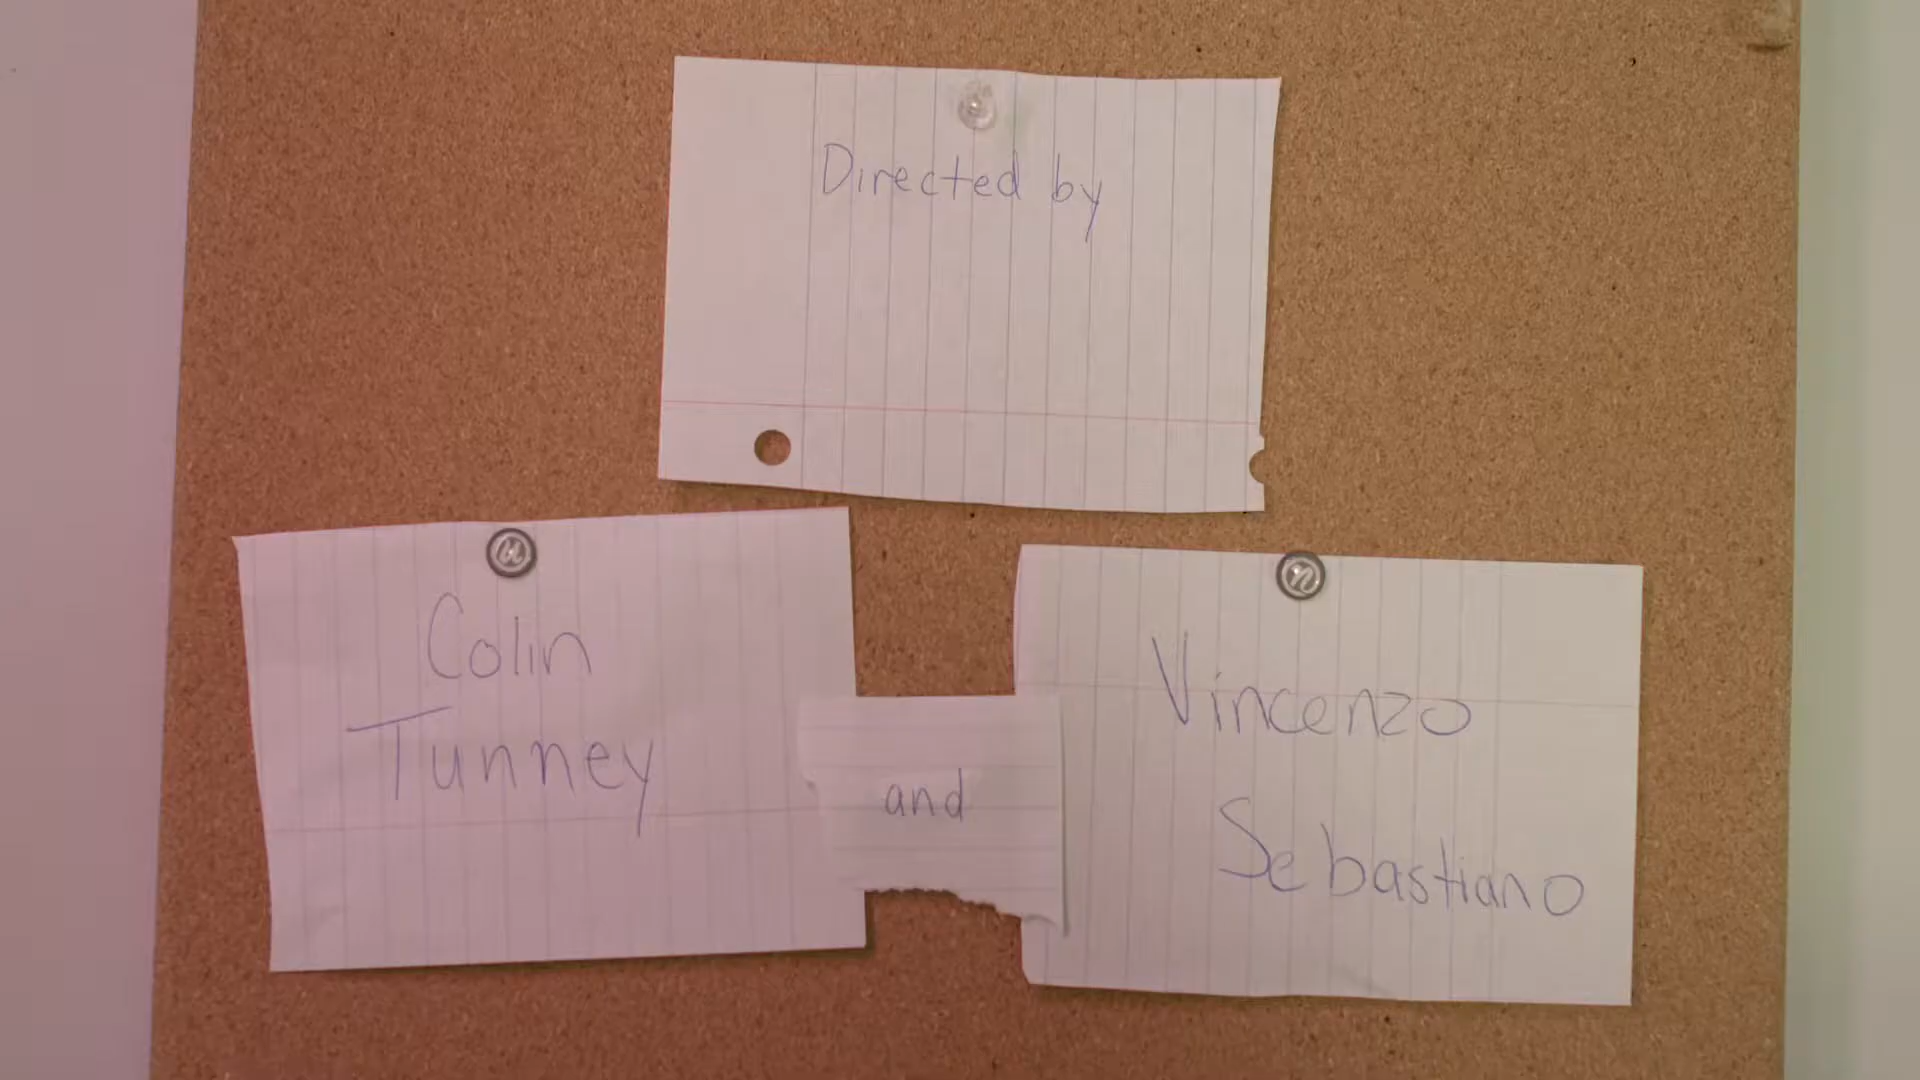 Directed by
Colin
Tunney
and
Vincenzo
Sebastiano